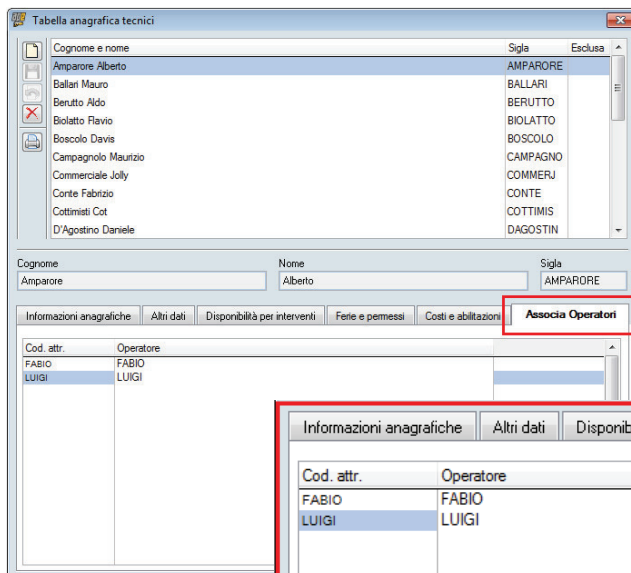 Tabella anagrafica tecnici
Cognome e nome Sigla Esclusa
Amparore Alberto AMPARORE
Ballari Mauro BALLARI
Berutto Aldo BERUTTO
Biolatto Flavio BIOLATTO
Boscolo Davis BOSCOLO
Campagnolo Maurizio CAMPAGNO
Commerciale Jolly COMMERJ
Conte Fabrizio CONTE
Cottimisti Cot COTTIMIS
D'Agostino Daniele DAGOSTIN
Cognome Nome Sigla
Amparore Alberto AMPARORE
Informazioni anagrafiche Altri dati Disponibilità per interventi Ferie e permessi Costi e abilitazioni Associa Operatori
Cod. attr. Operatore
FABIO FABIO
LUIGI LUIGI
Informazioni anagrafiche Altri dati Disponib
Cod. attr. Operatore
FABIO FABIO
LUIGI LUIGI